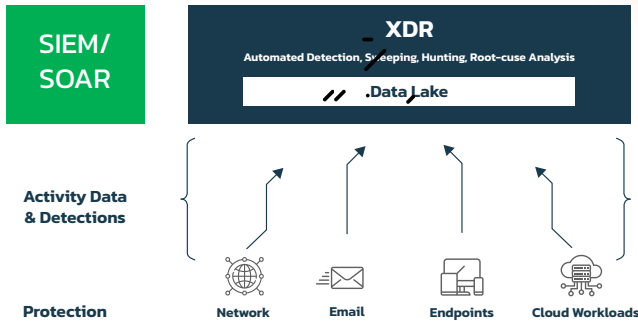 SIEM/
SOAR
XDR
Automated Detection, Sweeping, Hunting, Root-cuse Analysis
Data Lake
Activity Data
& Detections
Protection
Network
Email
Endpoints
Cloud Workloads